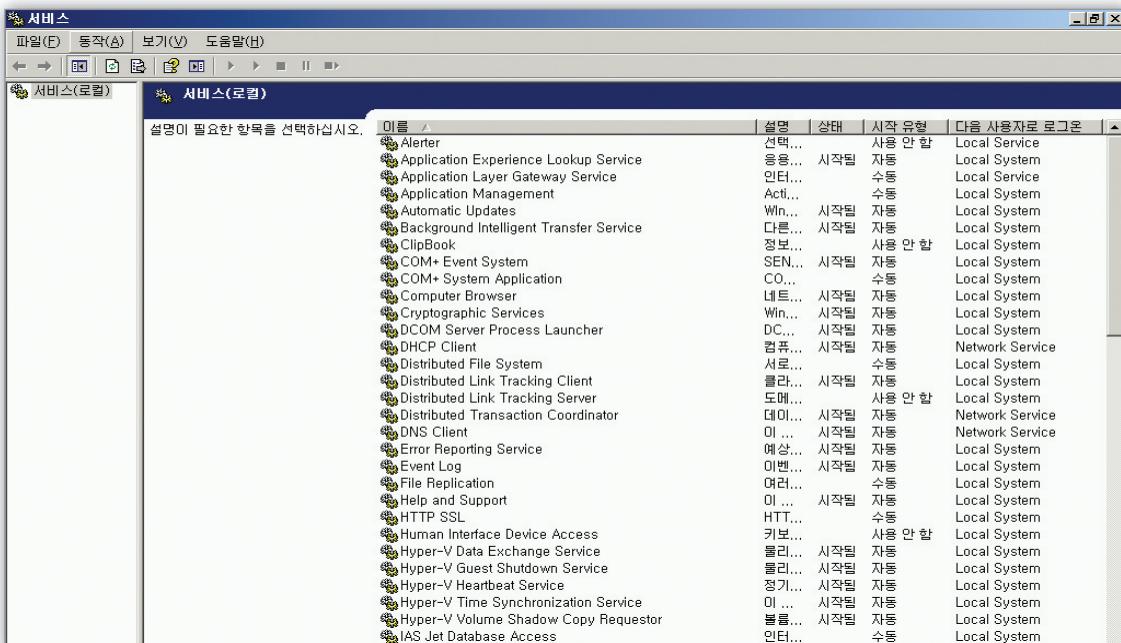 서비스
파일(F) 동작(A) 보기(V) 도움말(H)
서비스(로컬)
서비스(로컬)
설명이 필요한 항목을 선택하십시오.
이름 설명 상태 시작 유형 다음 사용자로 로그온
Alerter 선택... 사용 안 함 Local Service
Application Experience Lookup Service 응용... 시작됨 자동 Local System
Application Layer Gateway Service 인터... 수동 Local Service
Application Management Acti... 수동 Local System
Automatic Updates Win... 시작됨 자동 Local System
Background Intelligent Transfer Service 다른... 시작됨 자동 Local System
ClipBook 정보... 사용 안 함 Local System
COM+ Event System SEN... 시작됨 자동 Local System
COM+ System Application CO... 수동 Local System
Computer Browser 네트... 시작됨 자동 Local System
Cryptographic Services Win... 시작됨 자동 Local System
DCOM Server Process Launcher DC... 시작됨 자동 Local System
DHCP Client 컴퓨... 시작됨 자동 Network Service
Distributed File System 서로... 수동 Local System
Distributed Link Tracking Client 클라... 시작됨 자동 Local System
Distributed Link Tracking Server 도메... 사용 안 함 Local System
Distributed Transaction Coordinator 데이... 시작됨 자동 Network Service
DNS Client 이 ... 시작됨 자동 Network Service
Error Reporting Service 예상... 시작됨 자동 Local System
Event Log 이벤... 시작됨 자동 Local System
File Replication 여러... 수동 Local System
Help and Support 이 ... 시작됨 자동 Local System
HTTP SSL HTT... 수동 Local System
Human Interface Device Access 키보... 사용 안 함 Local System
Hyper-V Data Exchange Service 물리... 시작됨 자동 Local System
Hyper-V Guest Shutdown Service 물리... 시작됨 자동 Local System
Hyper-V Heartbeat Service 정기... 시작됨 자동 Local System
Hyper-V Time Synchronization Service 이 ... 시작됨 자동 Local System
Hyper-V Volume Shadow Copy Requestor 볼륨... 시작됨 자동 Local System
IAS Jet Database Access 인터... 수동 Local System